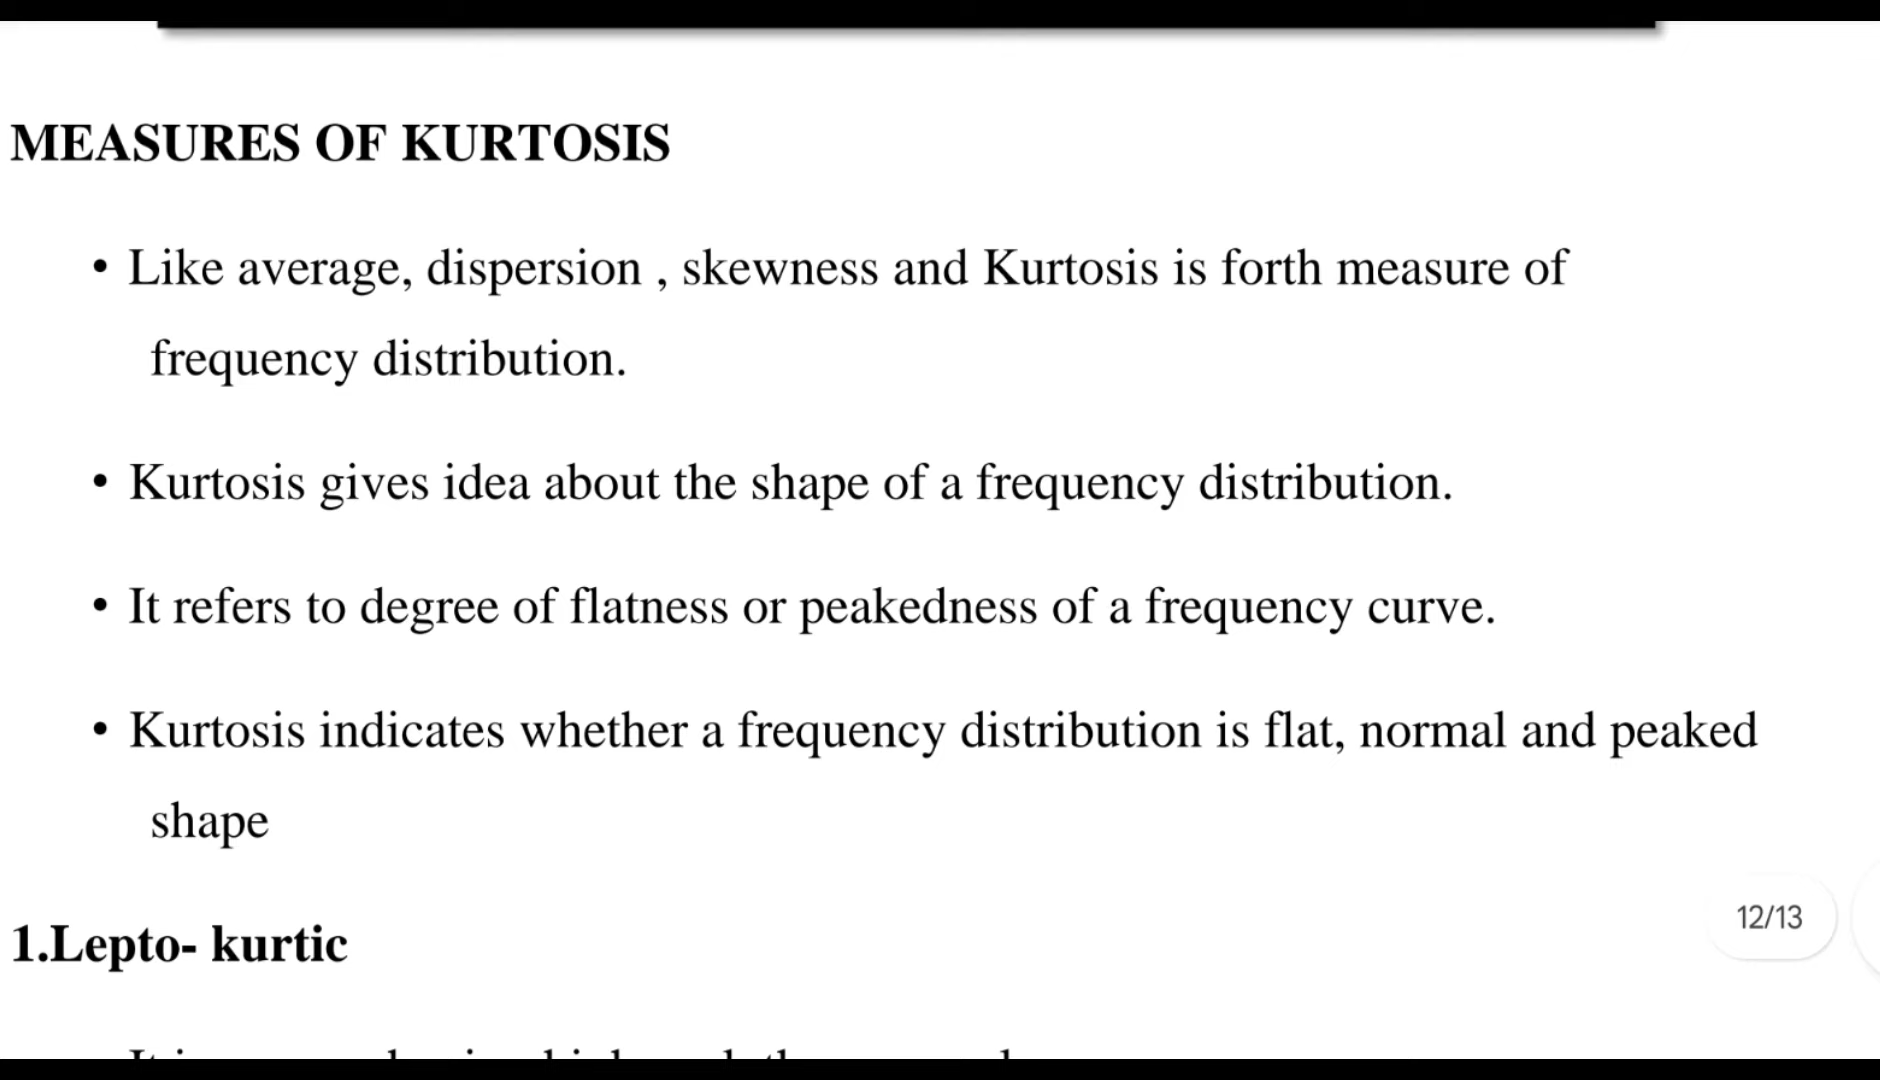 MEASURES OF KURTOSIS
• Like average, dispersion , skewness and Kurtosis is forth measure of
frequency distribution.
• Kurtosis gives idea about the shape of a frequency distribution.
• It refers to degree of flatness or peakedness of a frequency curve.
• Kurtosis indicates whether a frequency distribution is flat, normal and peaked
shape
12/13
1.Lepto- kurtic